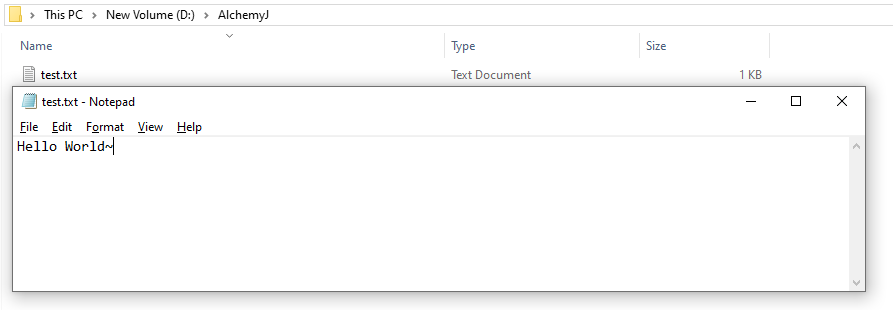 This PC > New Volume (D:) > AlchemyJ
Name Type Size
test.txt Text Document 1 KB
test.txt - Notepad
File Edit Format View Help
Hello World~